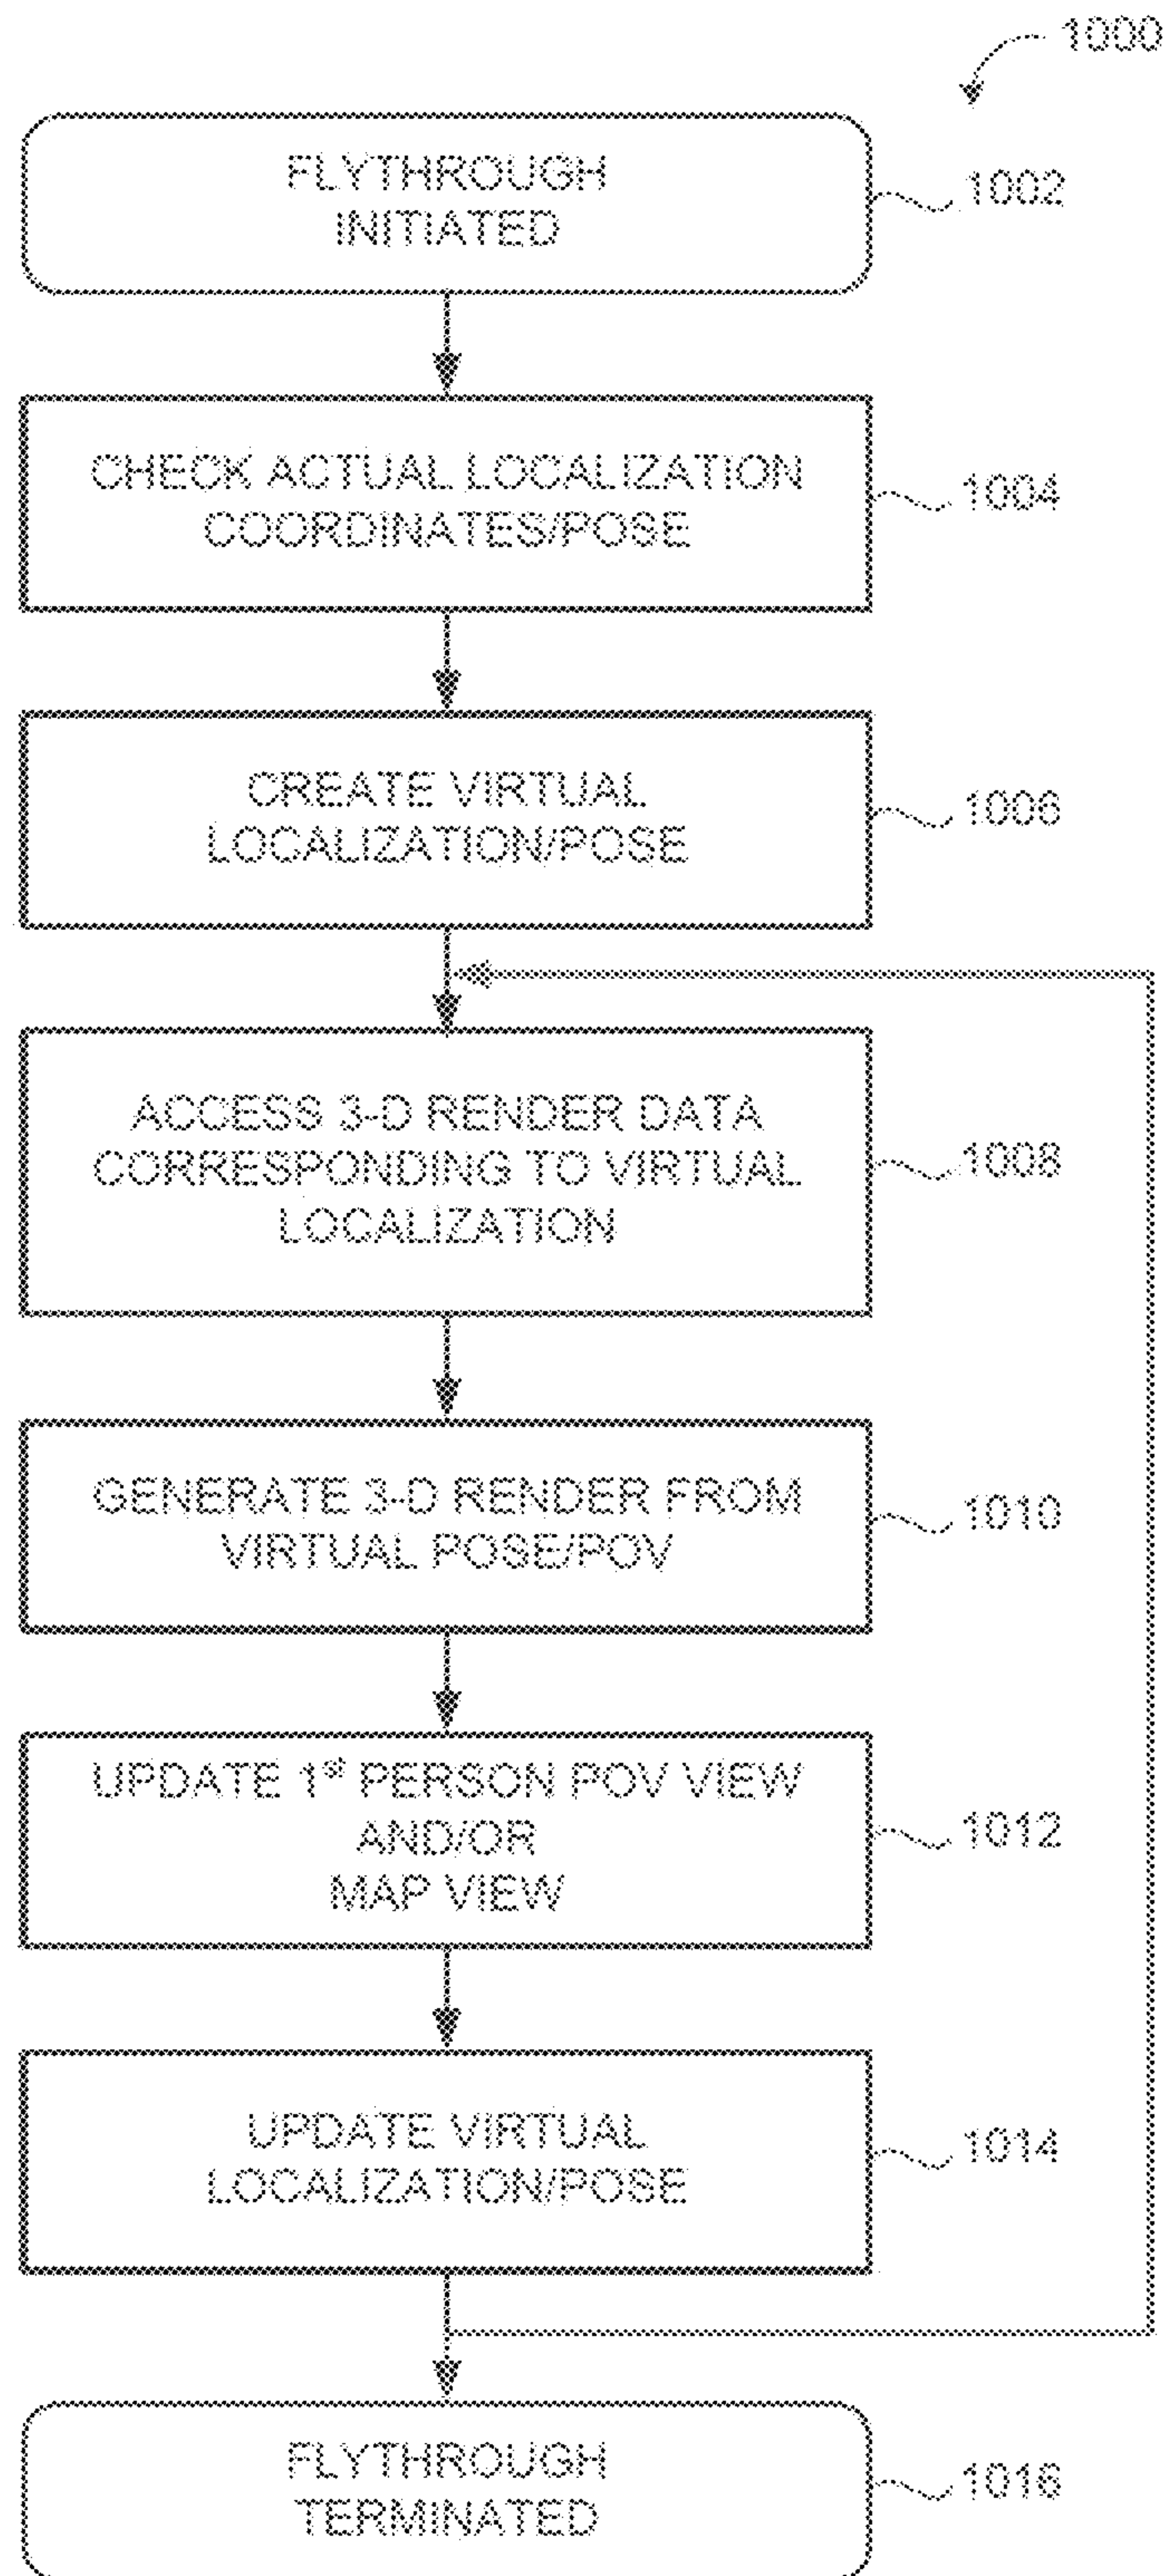 1000
FLYTHROUGH
INITIATED
1002
CHECK ACTUAL LOCALIZATION
COORDINATES/POSE
1004
CREATE VIRTUAL
LOCALIZATION/POSE
1006
ACCESS 3-D RENDER DATA
CORRESPONDING TO VIRTUAL
LOCALIZATION
1008
GENERATE 3-D RENDER FROM
VIRTUAL POSE/POV
1010
UPDATE 1st PERSON POV VIEW
AND/OR
MAP VIEW
1012
UPDATE VIRTUAL
LOCALIZATION/POSE
1014
FLYTHROUGH
TERMINATED
1016